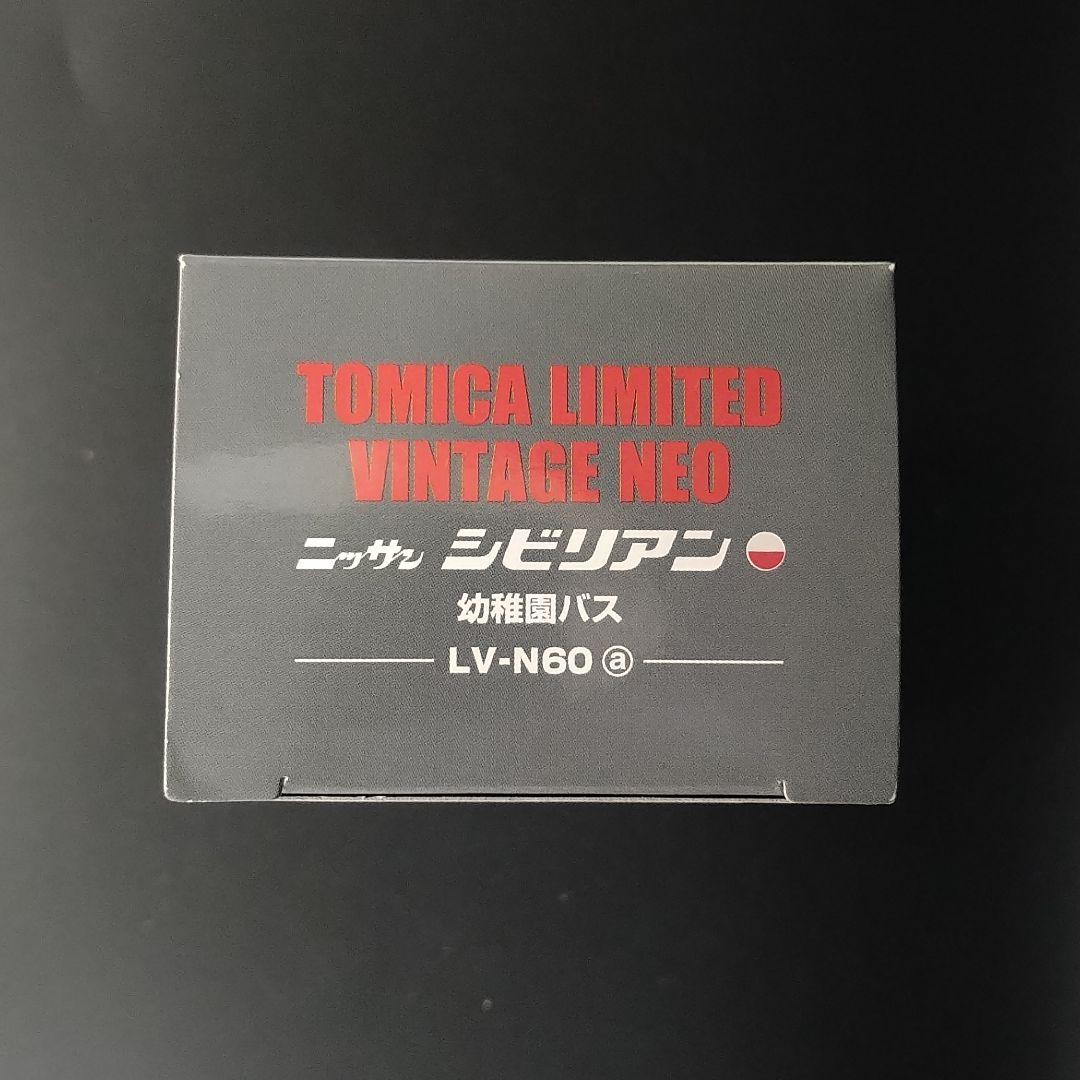 TOMICA LIMITED
VINTAGE NEO
ニッサン シビリアン
幼稚園バス
LV-N60 ⓐ